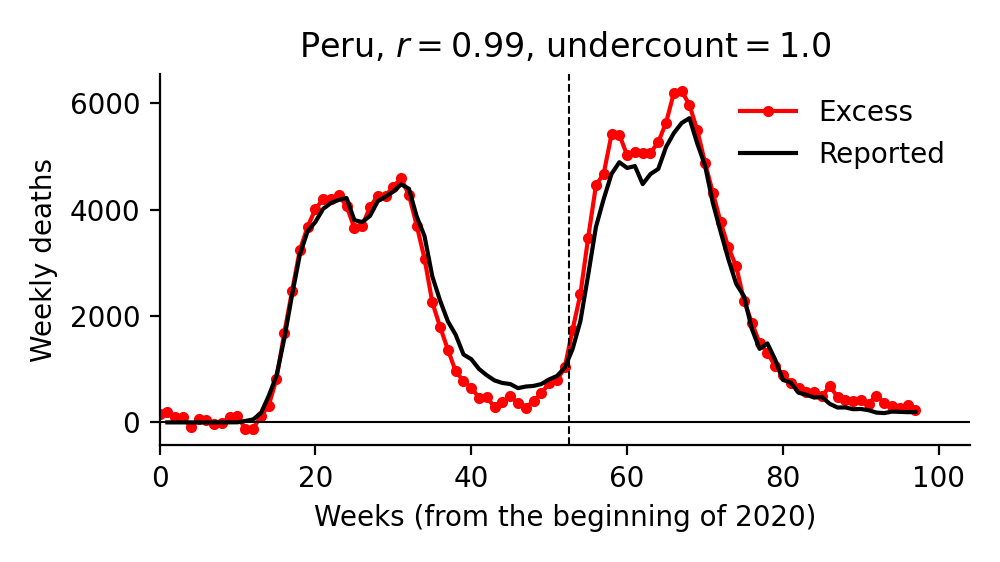 Peru, r = 0.99, undercount = 1.0
Excess
Reported
Weekly deaths
6000
4000
2000
0
0 20 40 60 80 100
Weeks (from the beginning of 2020)